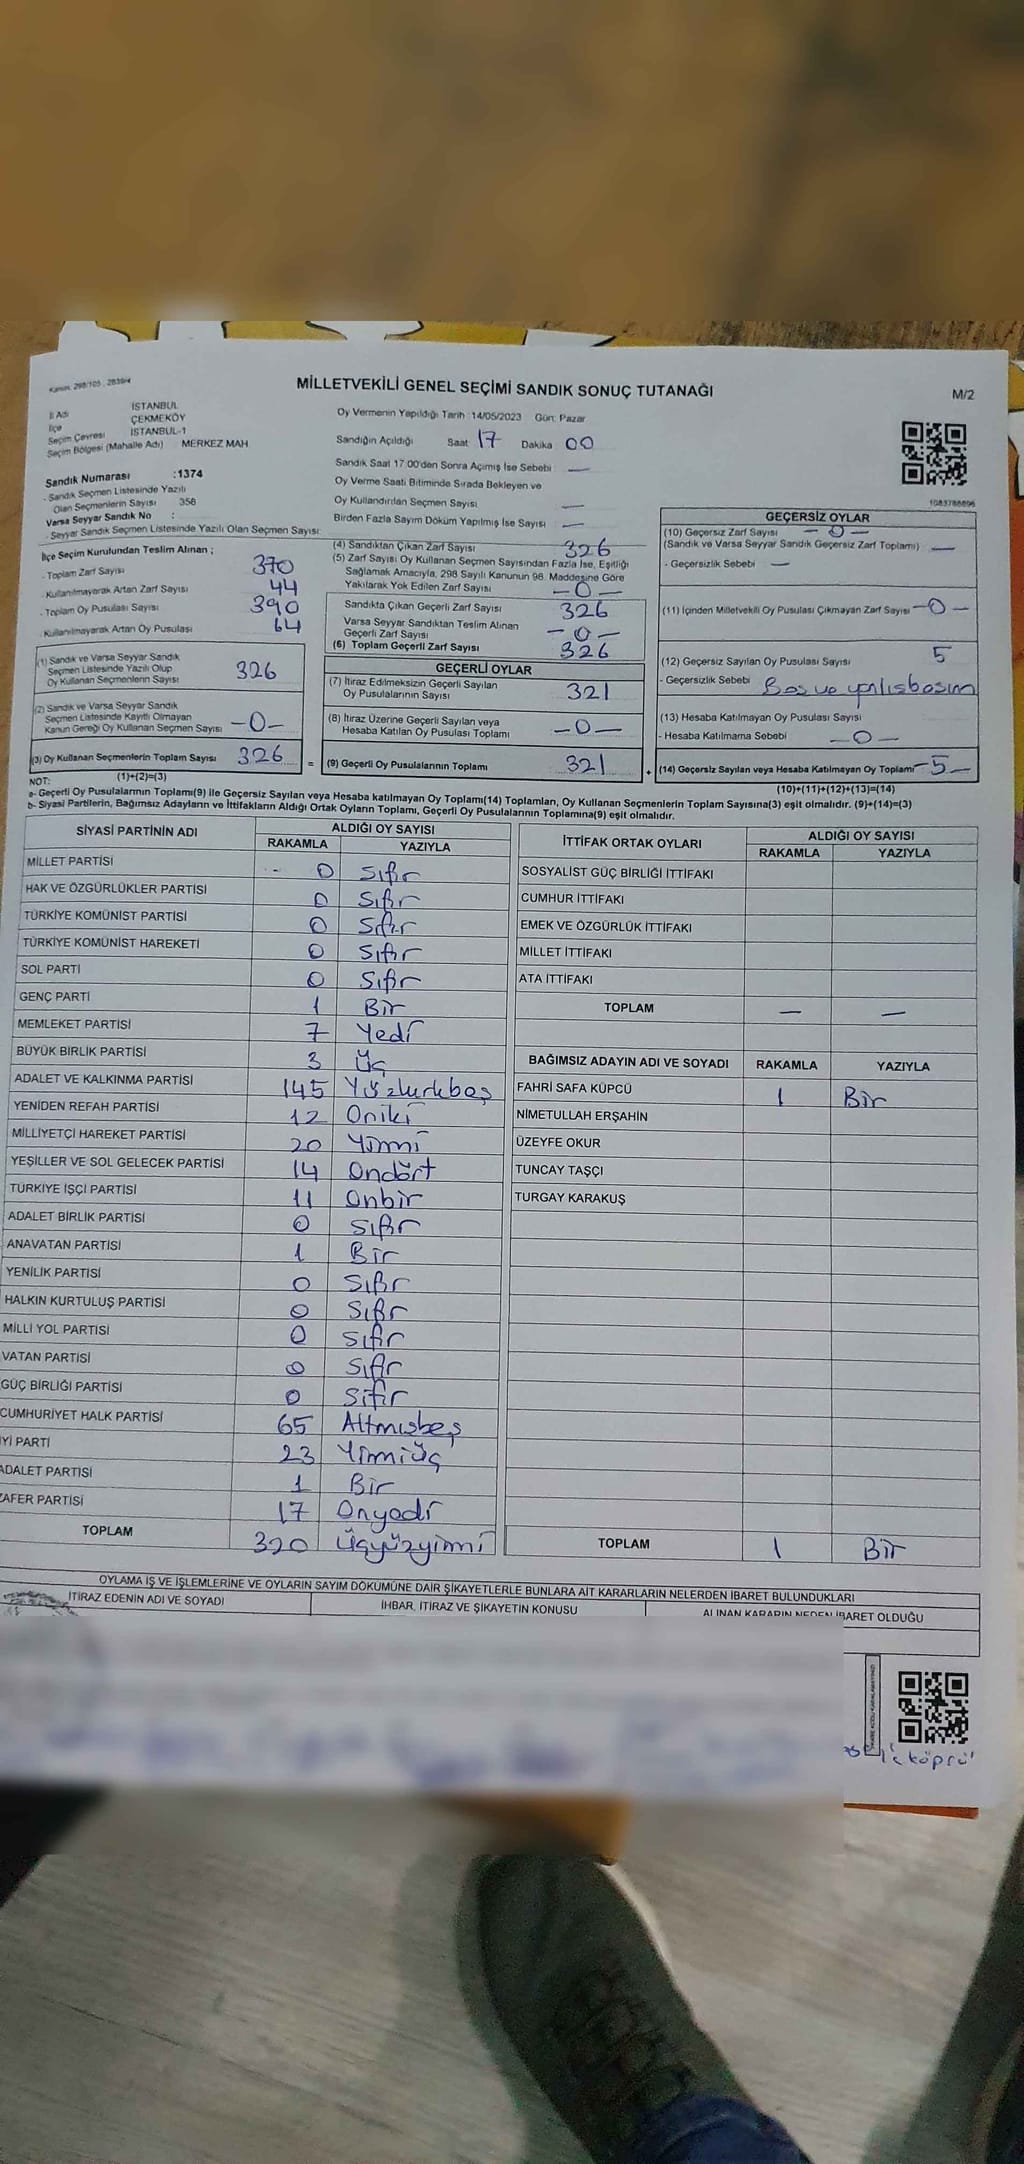 Kanun: 298/105 , 2839/4
MİLLETVEKİLİ GENEL SEÇİMİ SANDIK SONUÇ TUTANAĞI
M/2
İl Adı İSTANBUL
İlçe ÇEKMEKÖY
Seçim Çevresi İSTANBUL-1
Seçim Bölgesi (Mahalle Adı) MERKEZ MAH
Oy Vermenin Yapıldığı Tarih :14/05/2023 Gün: Pazar
Sandığın Açıldığı Saat 17 Dakika 00
Sandık Saat 17:00'den Sonra Açımış İse Sebebi : —
Oy Verme Saati Bitiminde Sırada Bekleyen ve
Oy Kullandırılan Seçmen Sayısı —
Birden Fazla Sayım Döküm Yapılmış İse Sayısı —
Sandık Numarası :1374
- Sandık Seçmen Listesinde Yazılı
Olan Seçmenlerin Sayısı 358
Varsa Seyyar Sandık No :
- Seyyar Sandık Seçmen Listesinde Yazılı Olan Seçmen Sayısı:
İlçe Seçim Kurulundan Teslim Alınan ;
- Toplam Zarf Sayısı 370
- Kullanılmayarak Artan Zarf Sayısı 44
- Toplam Oy Pusulası Sayısı 390
- Kullanılmayarak Artan Oy Pusulası 64
(1) Sandık ve Varsa Seyyar Sandık
Seçmen Listesinde Yazılı Olup
Oy Kullanan Seçmenlerin Sayısı 326
(2) Sandık ve Varsa Seyyar Sandık
Seçmen Listesinde Kayıtlı Olmayan
Kanun Gereği Oy Kullanan Seçmen Sayısı -0-
(3) Oy Kullanan Seçmenlerin Toplam Sayısı 326
(1)+(2)=(3)
(4) Sandıktan Çıkan Zarf Sayısı 326
(5) Zarf Sayısı Oy Kullanan Seçmen Sayısından Fazla İse, Eşitliği
Sağlamak Amacıyla, 298 Sayılı Kanunun 98. Maddesine Göre
Yakılarak Yok Edilen Zarf Sayısı -0-
Sandıkta Çıkan Geçerli Zarf Sayısı 326
Varsa Seyyar Sandıktan Teslim Alınan
Geçerli Zarf Sayısı -0-
(6) Toplam Geçerli Zarf Sayısı 326
GEÇERLİ OYLAR
(7) İtiraz Edilmeksizin Geçerli Sayılan
Oy Pusulalarının Sayısı 321
(8) İtiraz Üzerine Geçerli Sayılan veya
Hesaba Katılan Oy Pusulası Toplamı -0-
= (9) Geçerli Oy Pusulalarının Toplamı 321 +
1083788696
GEÇERSİZ OYLAR
(10) Geçersiz Zarf Sayısı -0-
(Sandık ve Varsa Seyyar Sandık Geçersiz Zarf Toplamı) —
- Geçersizlik Sebebi —
(11) İçinden Milletvekili Oy Pusulası Çıkmayan Zarf Sayısı -0-
(12) Geçersiz Sayılan Oy Pusulası Sayısı 5
- Geçersizlik Sebebi Boş ve yanlışbasım
(13) Hesaba Katılmayan Oy Pusulası Sayısı
- Hesaba Katılmama Sebebi -0-
(14) Geçersiz Sayılan veya Hesaba Katılmayan Oy Toplamı -5-
(10)+(11)+(12)+(13)=(14)
NOT:
a- Geçerli Oy Pusulalarının Toplamı(9) ile Geçersiz Sayılan veya Hesaba katılmayan Oy Toplamı(14) Toplamları, Oy Kullanan Seçmenlerin Toplam Sayısına(3) eşit olmalıdır. (9)+(14)=(3)
b- Siyasi Partilerin, Bağımsız Adayların ve İttifakların Aldığı Ortak Oyların Toplamı, Geçerli Oy Pusulalarının Toplamına(9) eşit olmalıdır.
SİYASİ PARTİNİN ADI ALDIĞI OY SAYISI
RAKAMLA YAZIYLA
MİLLET PARTİSİ 0 Sıfır
HAK VE ÖZGÜRLÜKLER PARTİSİ 0 Sıfır
TÜRKİYE KOMÜNİST PARTİSİ 0 Sıfır
TÜRKİYE KOMÜNİST HAREKETİ 0 Sıfır
SOL PARTİ 0 Sıfır
GENÇ PARTİ 1 Bir
MEMLEKET PARTİSİ 7 Yedi
BÜYÜK BİRLİK PARTİSİ 3 Üç
ADALET VE KALKINMA PARTİSİ 145 Yüzkırkbeş
YENİDEN REFAH PARTİSİ 12 Oniki
MİLLİYETÇİ HAREKET PARTİSİ 20 Yirmi
YEŞİLLER VE SOL GELECEK PARTİSİ 14 Ondört
TÜRKİYE İŞÇİ PARTİSİ 11 Onbir
ADALET BİRLİK PARTİSİ 0 Sıfır
ANAVATAN PARTİSİ 1 Bir
YENİLİK PARTİSİ 0 Sıfır
HALKIN KURTULUŞ PARTİSİ 0 Sıfır
MİLLİ YOL PARTİSİ 0 Sıfır
VATAN PARTİSİ 0 Sıfır
GÜÇ BİRLİĞİ PARTİSİ 0 Sıfır
CUMHURİYET HALK PARTİSİ 65 Altmışbeş
İYİ PARTİ 23 Yirmiüç
ADALET PARTİSİ 1 Bir
ZAFER PARTİSİ 17 Onyedi
TOPLAM 320 Üçyüzyirmi
İTTİFAK ORTAK OYLARI ALDIĞI OY SAYISI
RAKAMLA YAZIYLA
SOSYALİST GÜÇ BİRLİĞİ İTTİFAKI
CUMHUR İTTİFAKI
EMEK VE ÖZGÜRLÜK İTTİFAKI
MİLLET İTTİFAKI
ATA İTTİFAKI
TOPLAM — —
BAĞIMSIZ ADAYIN ADI VE SOYADI RAKAMLA YAZIYLA
FAHRİ SAFA KÜPCÜ 1 Bir
NİMETULLAH ERŞAHİN
ÜZEYFE OKUR
TUNCAY TAŞÇI
TURGAY KARAKUŞ
TOPLAM 1 Bir
OYLAMA İŞ VE İŞLEMLERİNE VE OYLARIN SAYIM DÖKÜMÜNE DAİR ŞİKAYETLERLE BUNLARA AİT KARARLARIN NELERDEN İBARET BULUNDUKLARI
İTİRAZ EDENİN ADI VE SOYADI İHBAR, İTİRAZ VE ŞİKAYETİN KONUSU ALINAN KARARIN NEDEN İBARET OLDUĞU